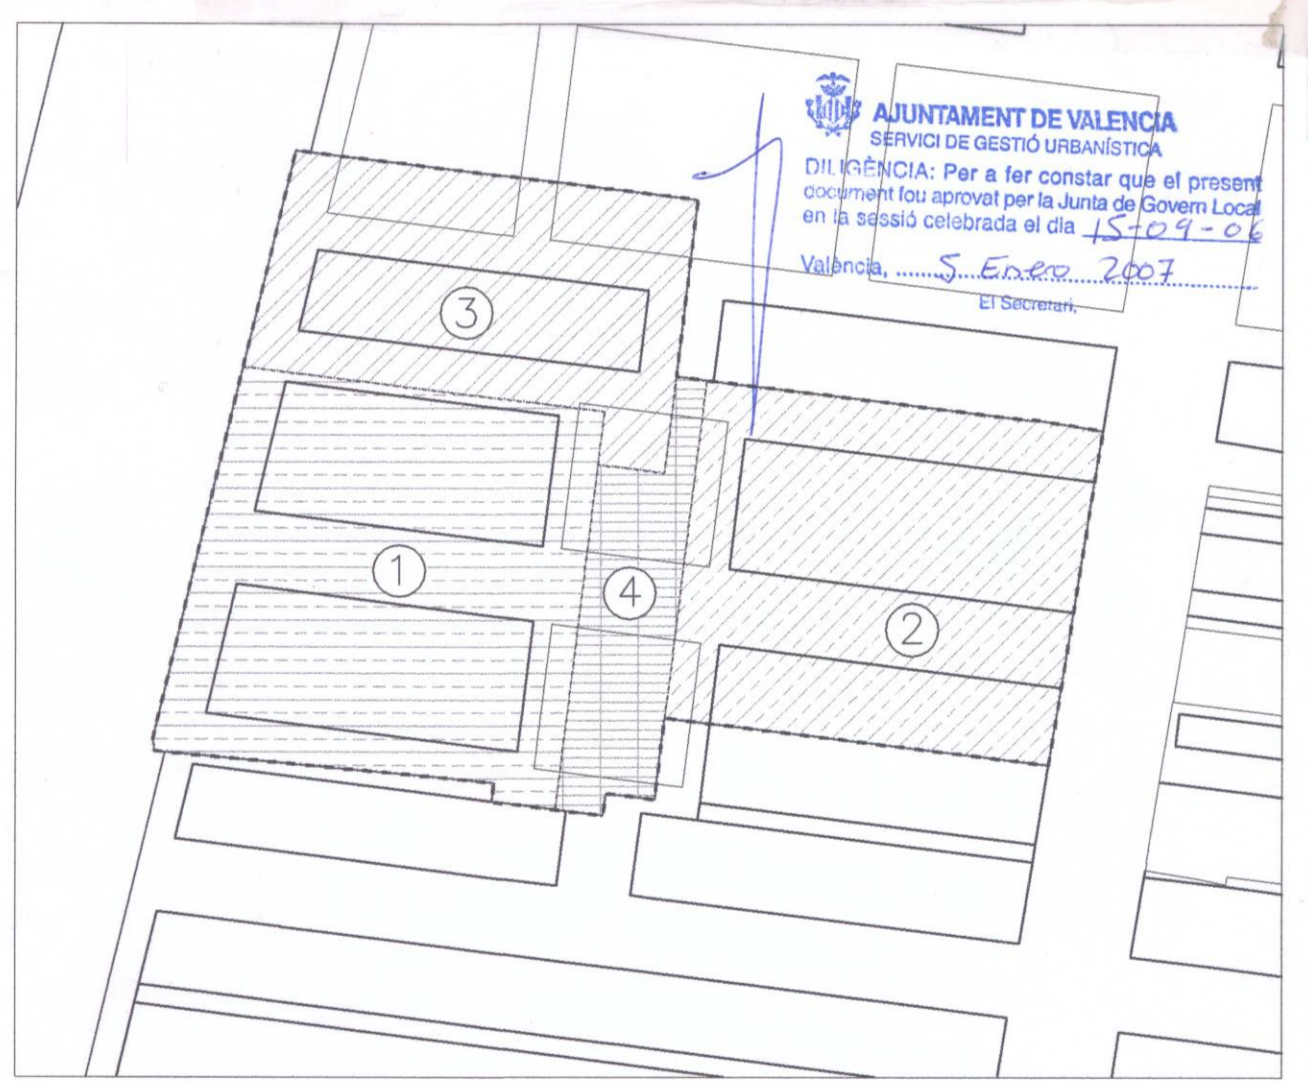 AJUNTAMENT DE VALENCIA
SERVICI DE GESTIÓ URBANÍSTICA
DILIGÈNCIA: Per a fer constar que el present
document fou aprovat per la Junta de Govern Local
en la sessió celebrada el dia 15-09-06
València, ........5 Enero 2007
El Secretari,
3
1
4
2